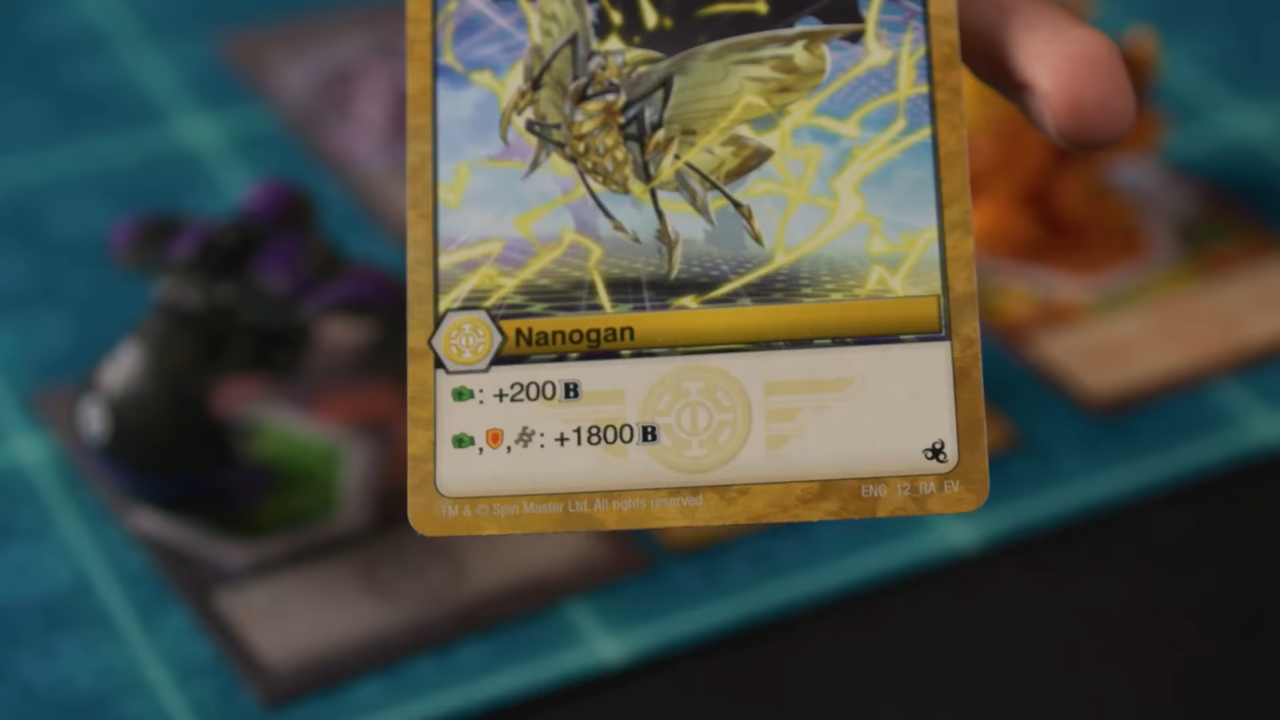 Nanogan
: +200 B
, , : +1800 B
TM & © Spin Master Ltd. All rights reserved.
ENG 12_RA_EV